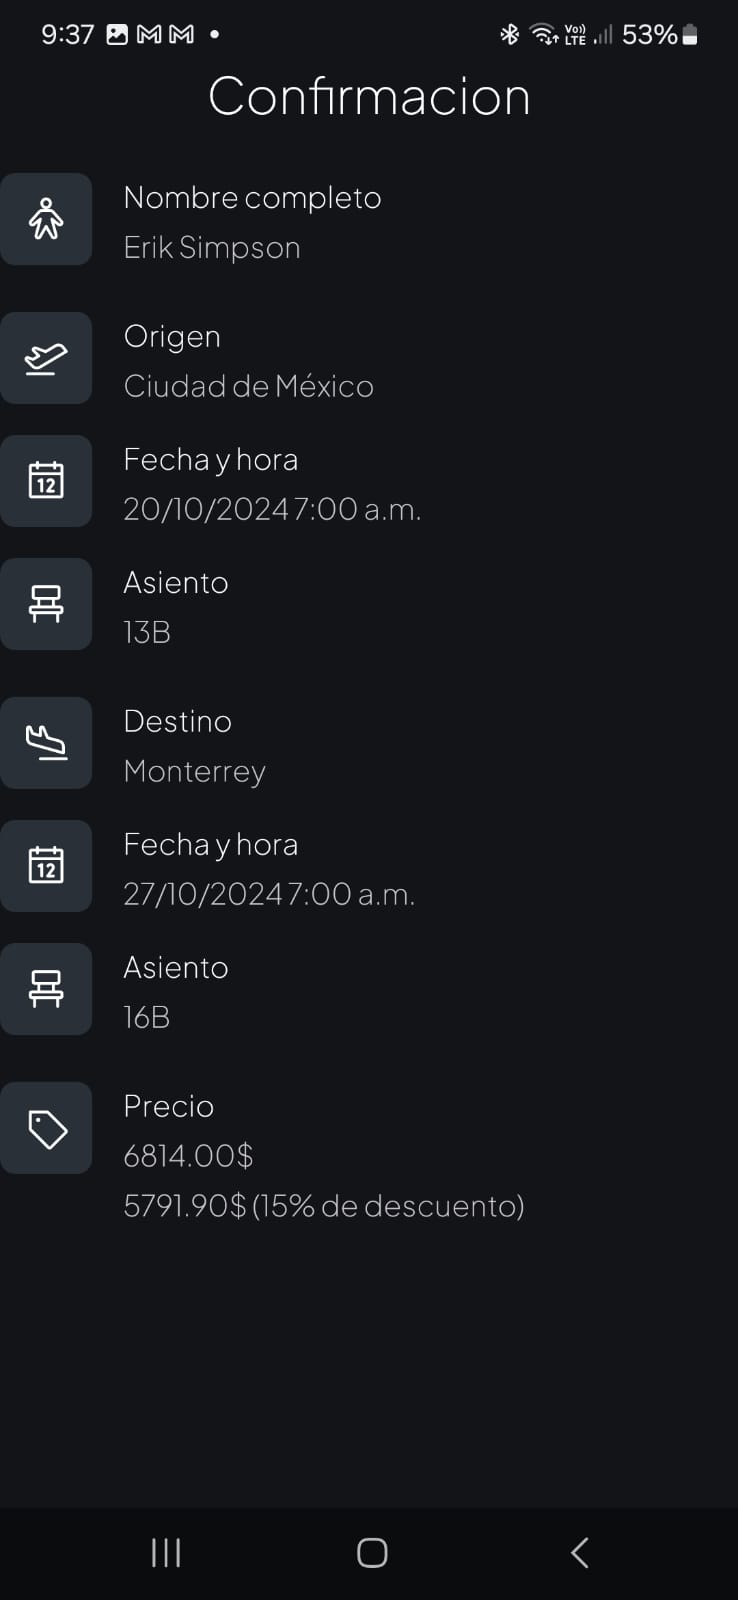 9:37
Vo))
LTE
53%
Confirmacion
Nombre completo
Erik Simpson
Origen
Ciudad de México
Fecha y hora
20/10/2024 7:00 a.m.
12
Asiento
13B
Destino
Monterrey
Fecha y hora
27/10/2024 7:00 a.m.
12
Asiento
16B
Precio
6814.00$
5791.90$ (15% de descuento)